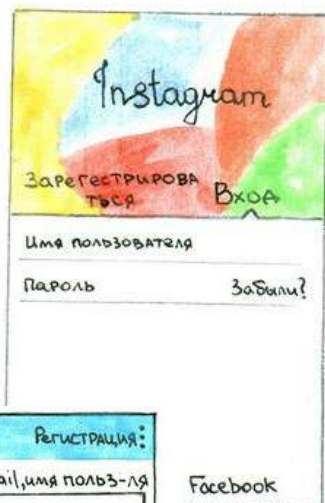 Instagram
Зарегестрирова
ться
Вход
Имя пользователя
Пароль Забыли?
Регистрация:
ail, имя польз-ля
Facebook